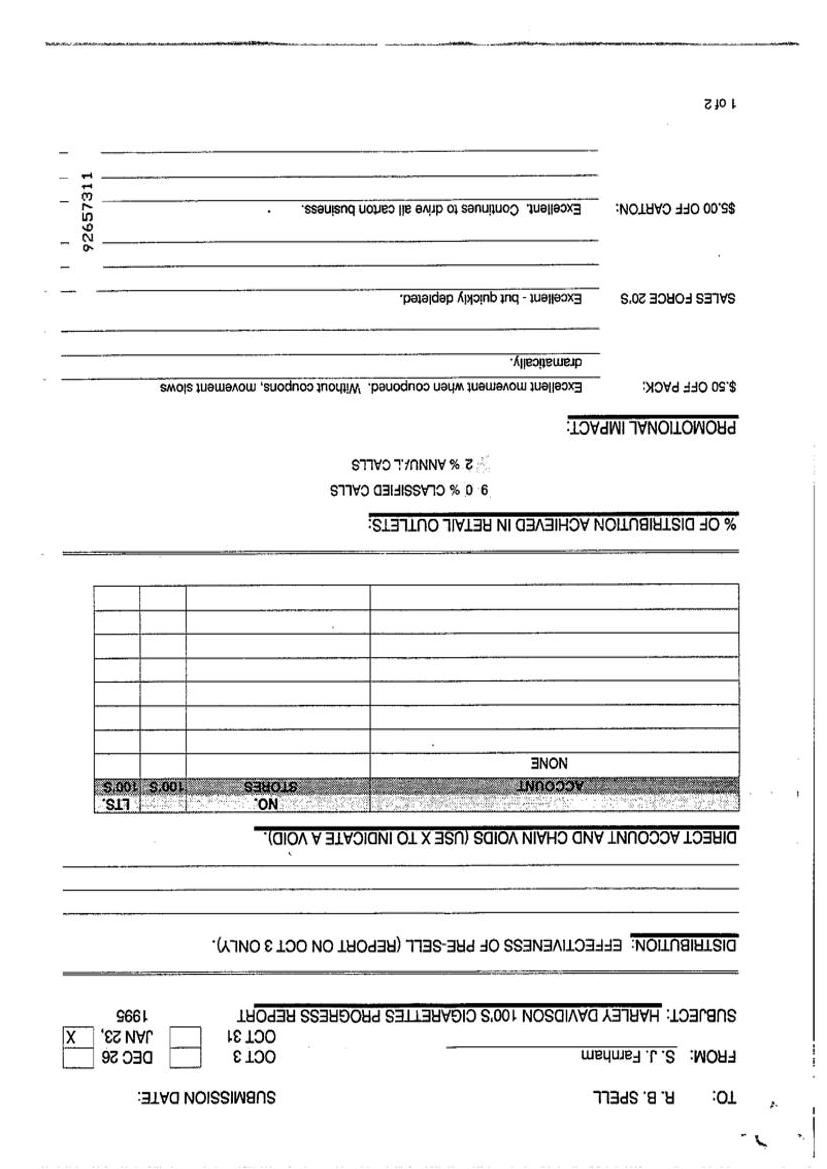 TO: R. B. SPELL SUBMISSION DATE:
FROM: S. J. Farnham OCT 3 DEC 26
OCT 31 JAN 23, X
SUBJECT: HARLEY DAVIDSON 100'S CIGARETTES PROGRESS REPORT 1995
DISTRIBUTION: EFFECTIVENESS OF PRE-SELL (REPORT ON OCT 3 ONLY).
DIRECT ACCOUNT AND CHAIN VOIDS (USE X TO INDICATE A VOID).
NO. LTS.
ACCOUNT STORES 100'S 100'S
NONE
% OF DISTRIBUTION ACHIEVED IN RETAIL OUTLETS:
9 0 % CLASSIFIED CALLS
2 % ANNUAL CALLS
PROMOTIONAL IMPACT:
$.50 OFF PACK: Excellent movement when couponed. Without coupons, movement slows
dramatically.
SALES FORCE 20'S Excellent - but quickly depleted.
$5.00 OFF CARTON: Excellent. Continues to drive all carton business.
92657311
1 of 2